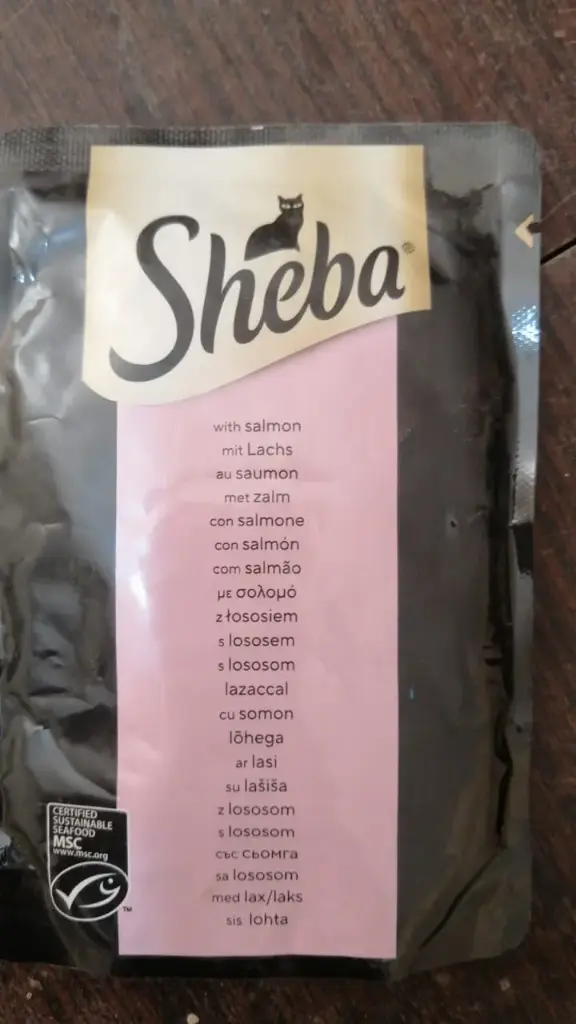 Sheba®
with salmon
mit Lachs
au saumon
met zalm
con salmone
con salmón
com salmão
με σολομό
z łososiem
s lososem
s lososom
lazaccal
cu somon
lõhega
ar lasi
su lašiša
z lososom
s lososom
със сьомга
sa lososom
med lax/laks
sis lohta
CERTIFIED
SUSTAINABLE
SEAFOOD
MSC
www.msc.org
™